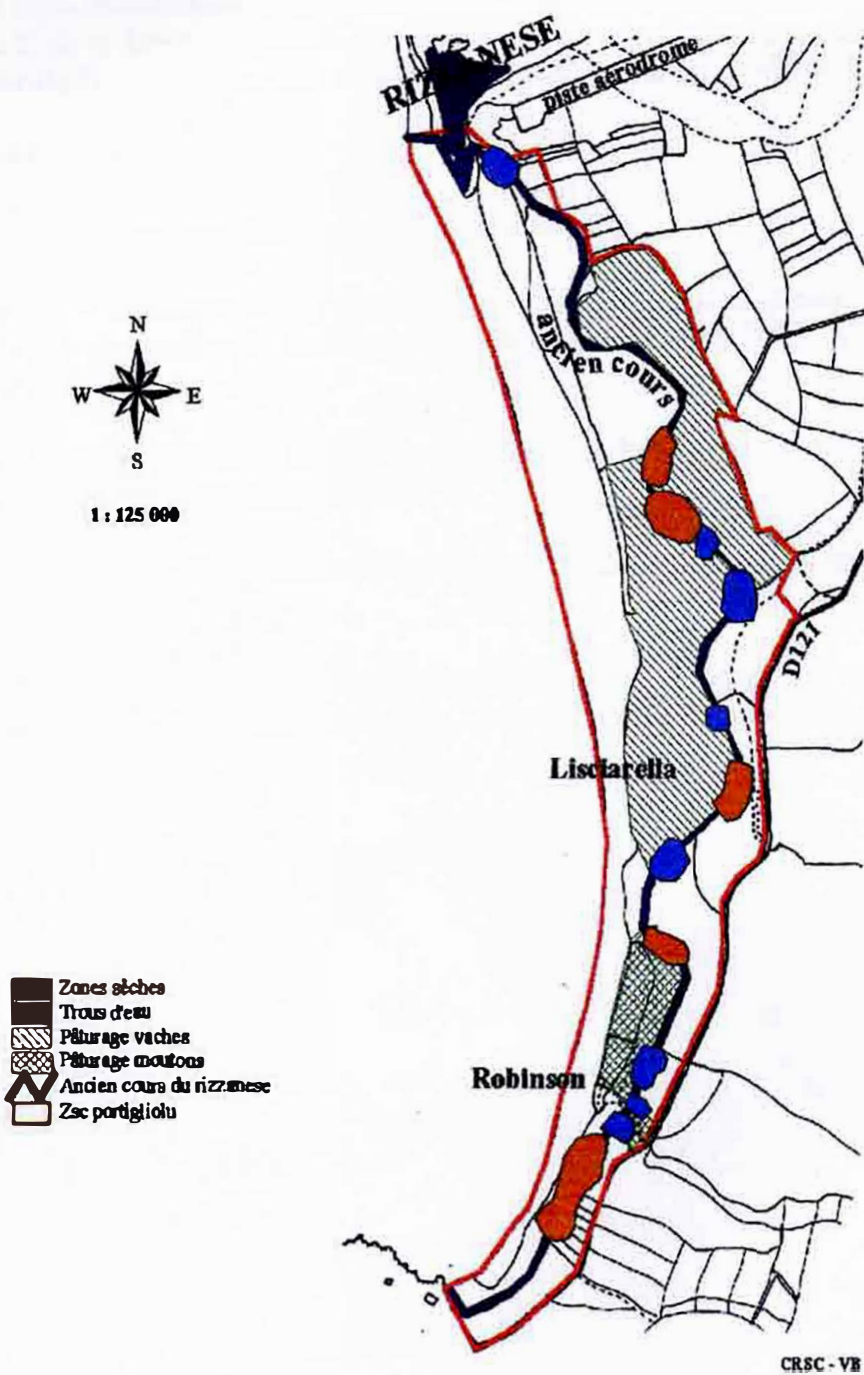 RIZZANESE
piste aérodrome
ancien cours
N
W E
S
1 : 125 000
D121
Lisciarella
Robinson
Zones sèches
Trous d'eau
Pâturage vaches
Pâturage moutons
Ancien cours du rizzanese
Zsc portigliolu
CRSC - VB